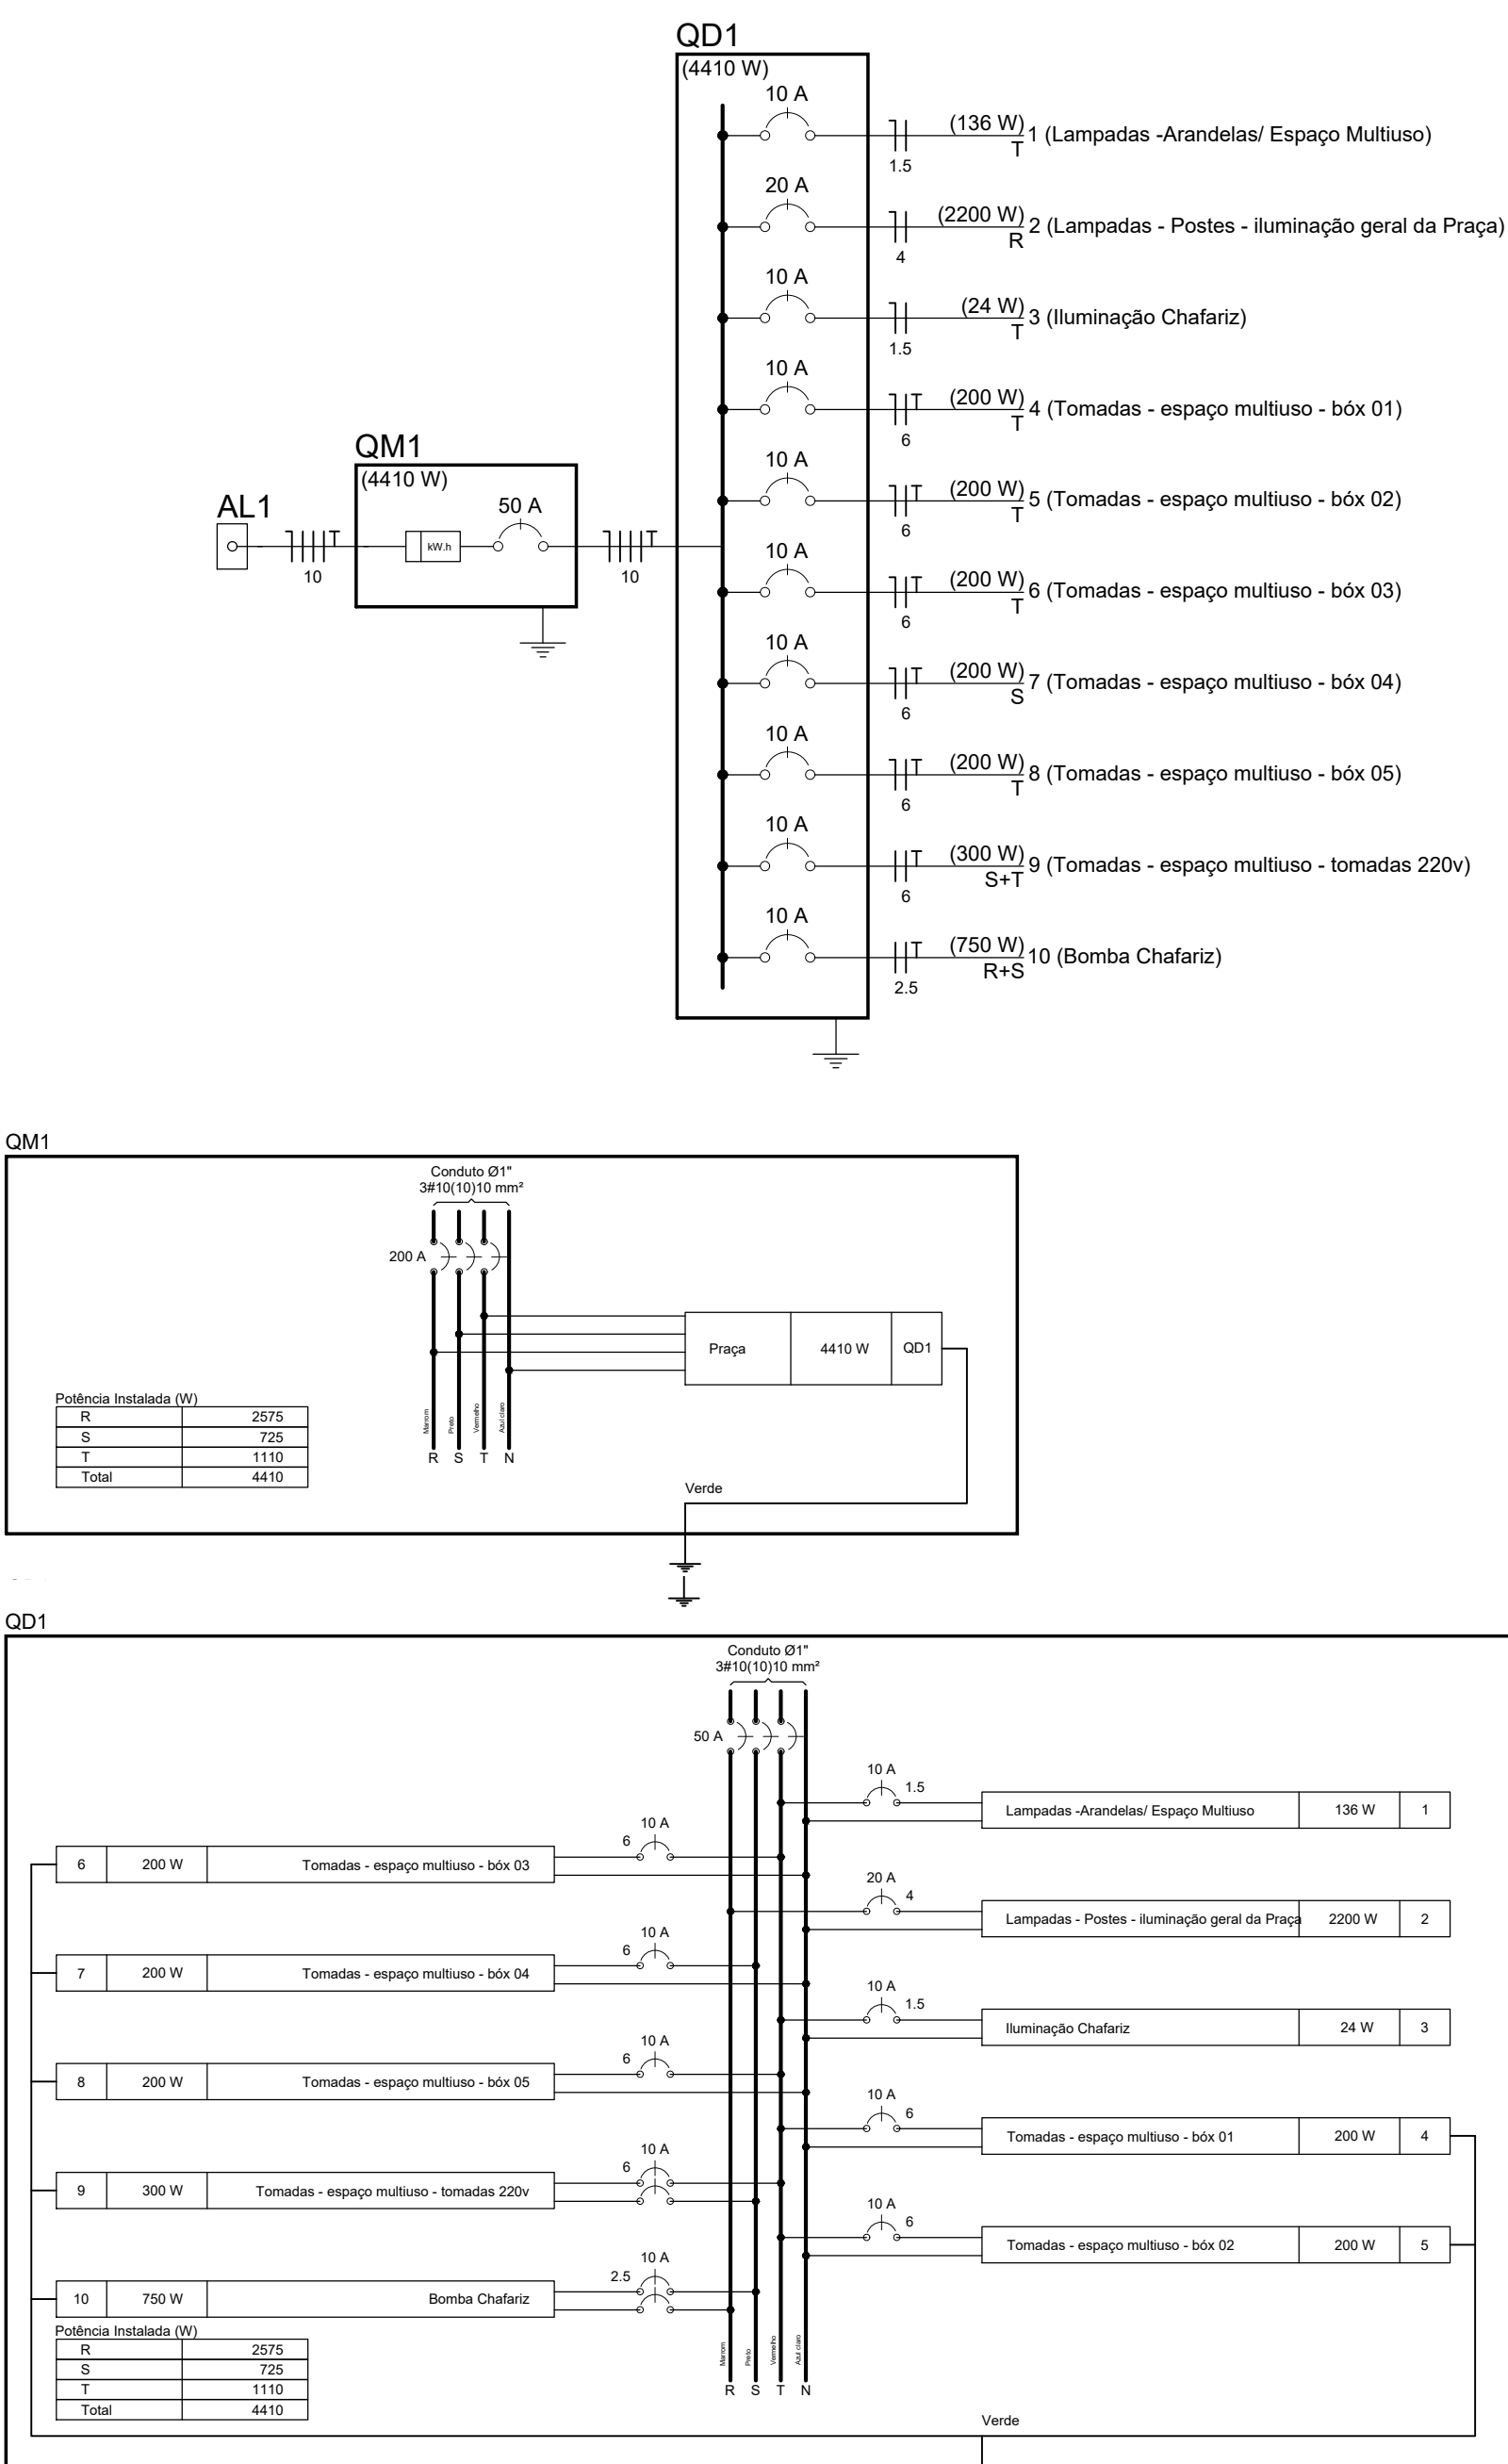 QD1
(4410 W)
10 A
(136 W) 1 (Lampadas -Arandelas/ Espaço Multiuso)
T
1.5
20 A
(2200 W) 2 (Lampadas - Postes - iluminação geral da Praça)
R
4
10 A
(24 W) 3 (Iluminação Chafariz)
T
1.5
10 A
T (200 W) 4 (Tomadas - espaço multiuso - bóx 01)
T
6
10 A
T (200 W) 5 (Tomadas - espaço multiuso - bóx 02)
T
6
10 A
T (200 W) 6 (Tomadas - espaço multiuso - bóx 03)
T
6
10 A
T (200 W) 7 (Tomadas - espaço multiuso - bóx 04)
S
6
10 A
T (200 W) 8 (Tomadas - espaço multiuso - bóx 05)
T
6
10 A
T (300 W) 9 (Tomadas - espaço multiuso - tomadas 220v)
S+T
6
10 A
T (750 W) 10 (Bomba Chafariz)
R+S
2.5
QM1
(4410 W)
50 A
kW.h
AL1
T
10
T
10
QM1
Conduto Ø1"
3#10(10)10 mm²
200 A
Praça 4410 W QD1
Potência Instalada (W)
R 2575
S 725
T 1110
Total 4410
Marrom
Preto
Vermelho
Azul claro
R S T N
Verde
QD1
Conduto Ø1"
3#10(10)10 mm²
50 A
10 A
1.5
Lampadas -Arandelas/ Espaço Multiuso 136 W 1
10 A
6
6 200 W Tomadas - espaço multiuso - bóx 03
20 A
4
Lampadas - Postes - iluminação geral da Praça 2200 W 2
10 A
6
7 200 W Tomadas - espaço multiuso - bóx 04
10 A
1.5
Iluminação Chafariz 24 W 3
10 A
6
8 200 W Tomadas - espaço multiuso - bóx 05
10 A
6
Tomadas - espaço multiuso - bóx 01 200 W 4
10 A
6
9 300 W Tomadas - espaço multiuso - tomadas 220v
10 A
6
Tomadas - espaço multiuso - bóx 02 200 W 5
10 A
2.5
10 750 W Bomba Chafariz
Potência Instalada (W)
R 2575
S 725
T 1110
Total 4410
Marrom
Preto
Vermelho
Azul claro
R S T N
Verde